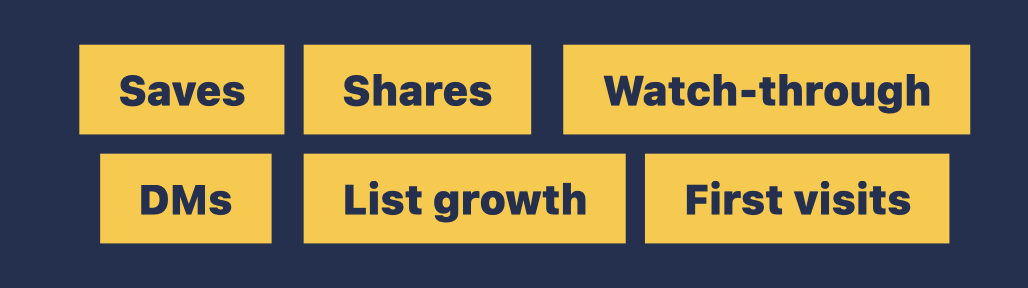 Saves Shares Watch-through
DMs List growth First visits